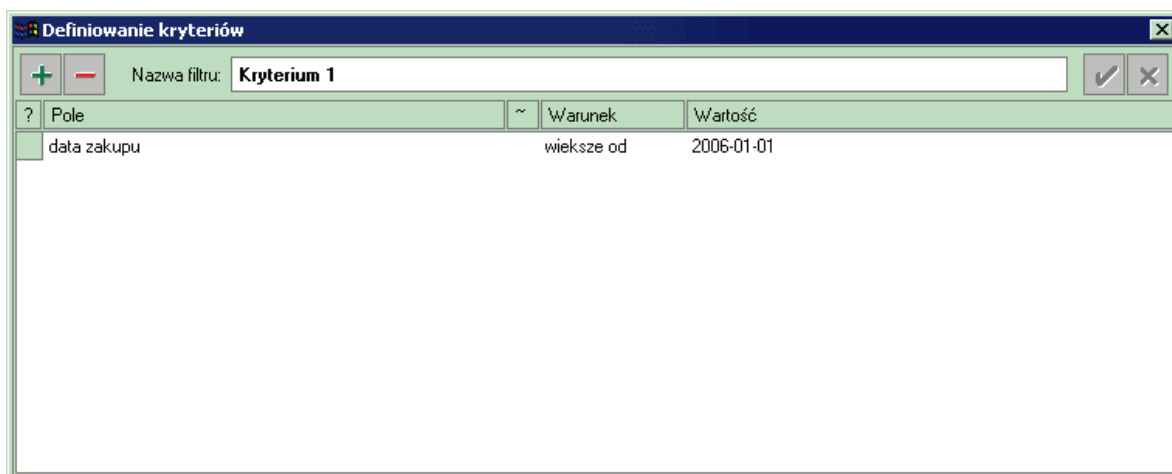 Definiowanie kryteriów
Nazwa filtru: Kryterium 1
? Pole ~ Warunek Wartość
data zakupu wieksze od 2006-01-01